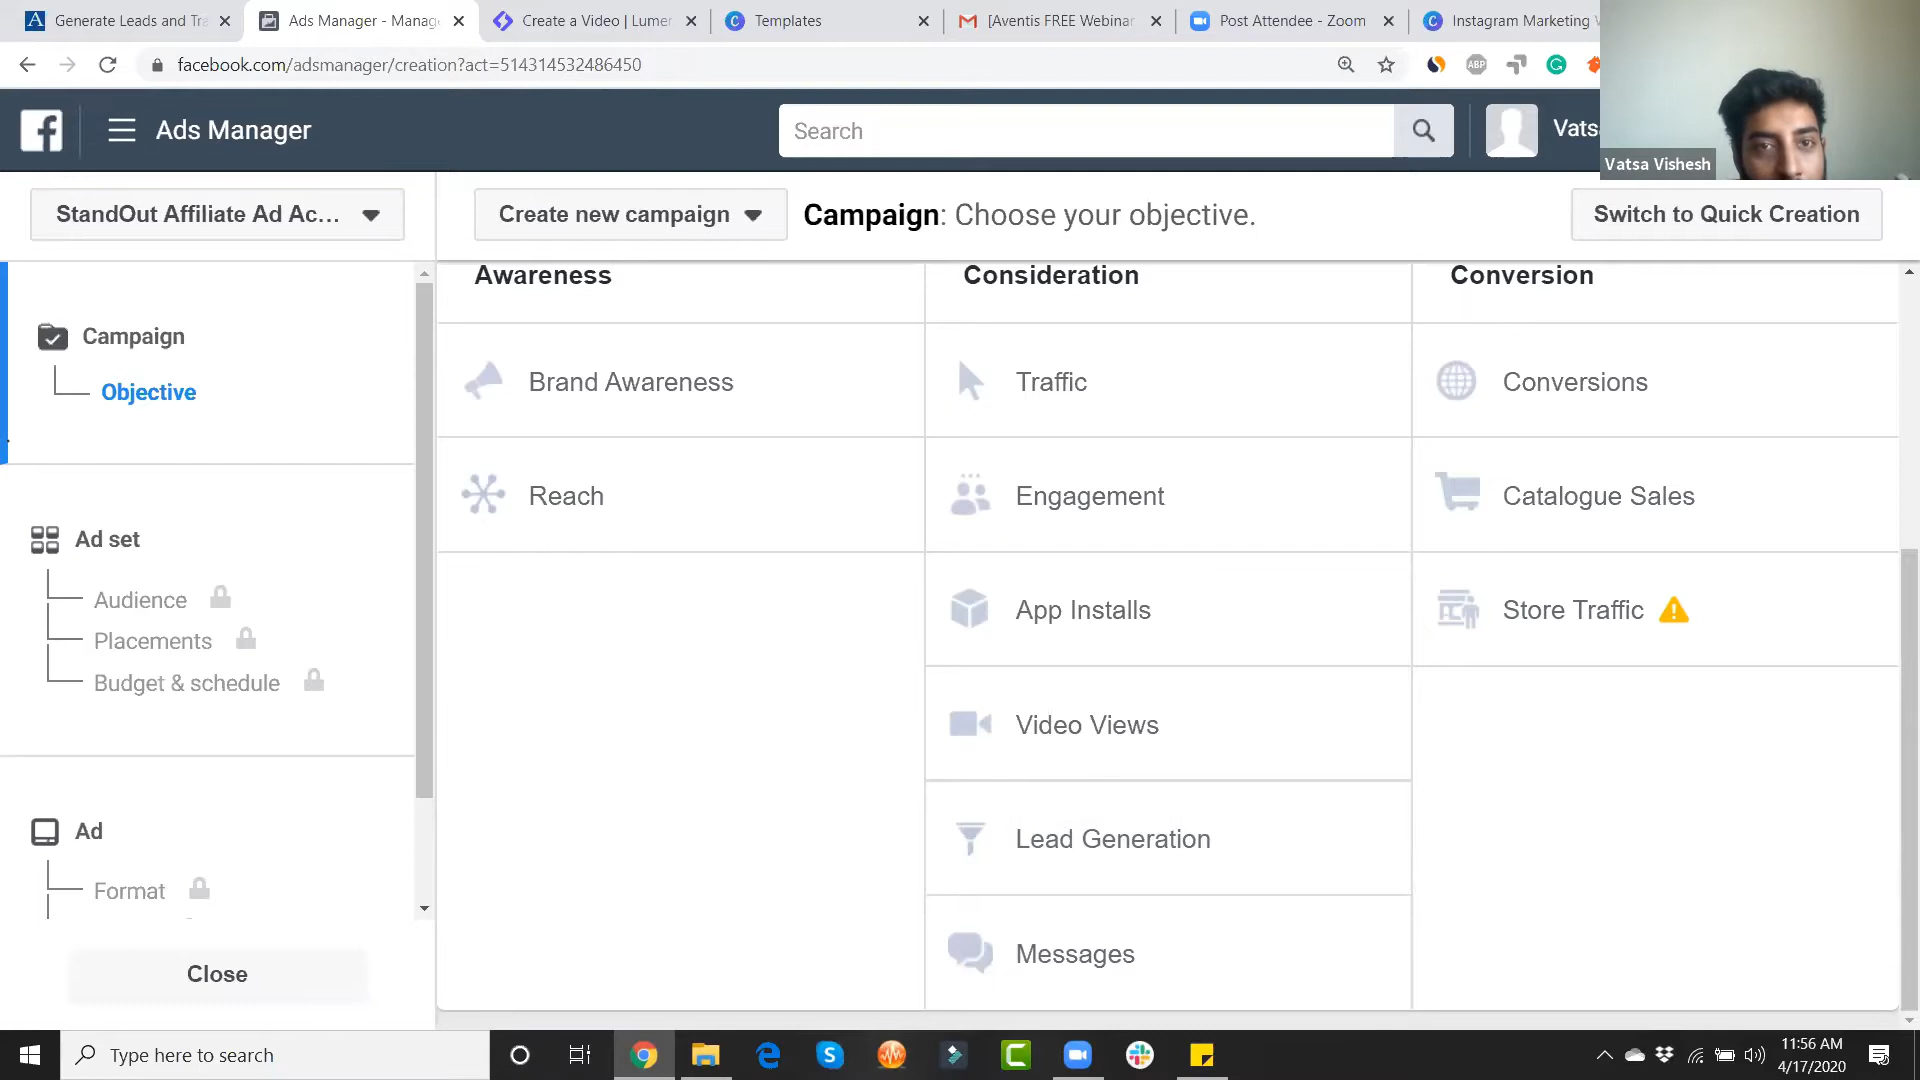 Generate Leads and Tra
Ads Manager - Manag
Create a Video | Lumen
Templates
[Aventis FREE Webinar
Post Attendee - Zoom
Instagram Marketing
facebook.com/adsmanager/creation?act=514314532486450
ABP
Ads Manager
Search
Vats
Vatsa Vishesh
StandOut Affiliate Ad Ac...
Create new campaign
Campaign: Choose your objective.
Switch to Quick Creation
Awareness
Consideration
Conversion
Campaign
Objective
Brand Awareness
Traffic
Conversions
Reach
Engagement
Catalogue Sales
Ad set
Audience
Placements
Budget & schedule
App Installs
Store Traffic
Video Views
Ad
Format
Lead Generation
Messages
Close
Type here to search
11:56 AM
4/17/2020